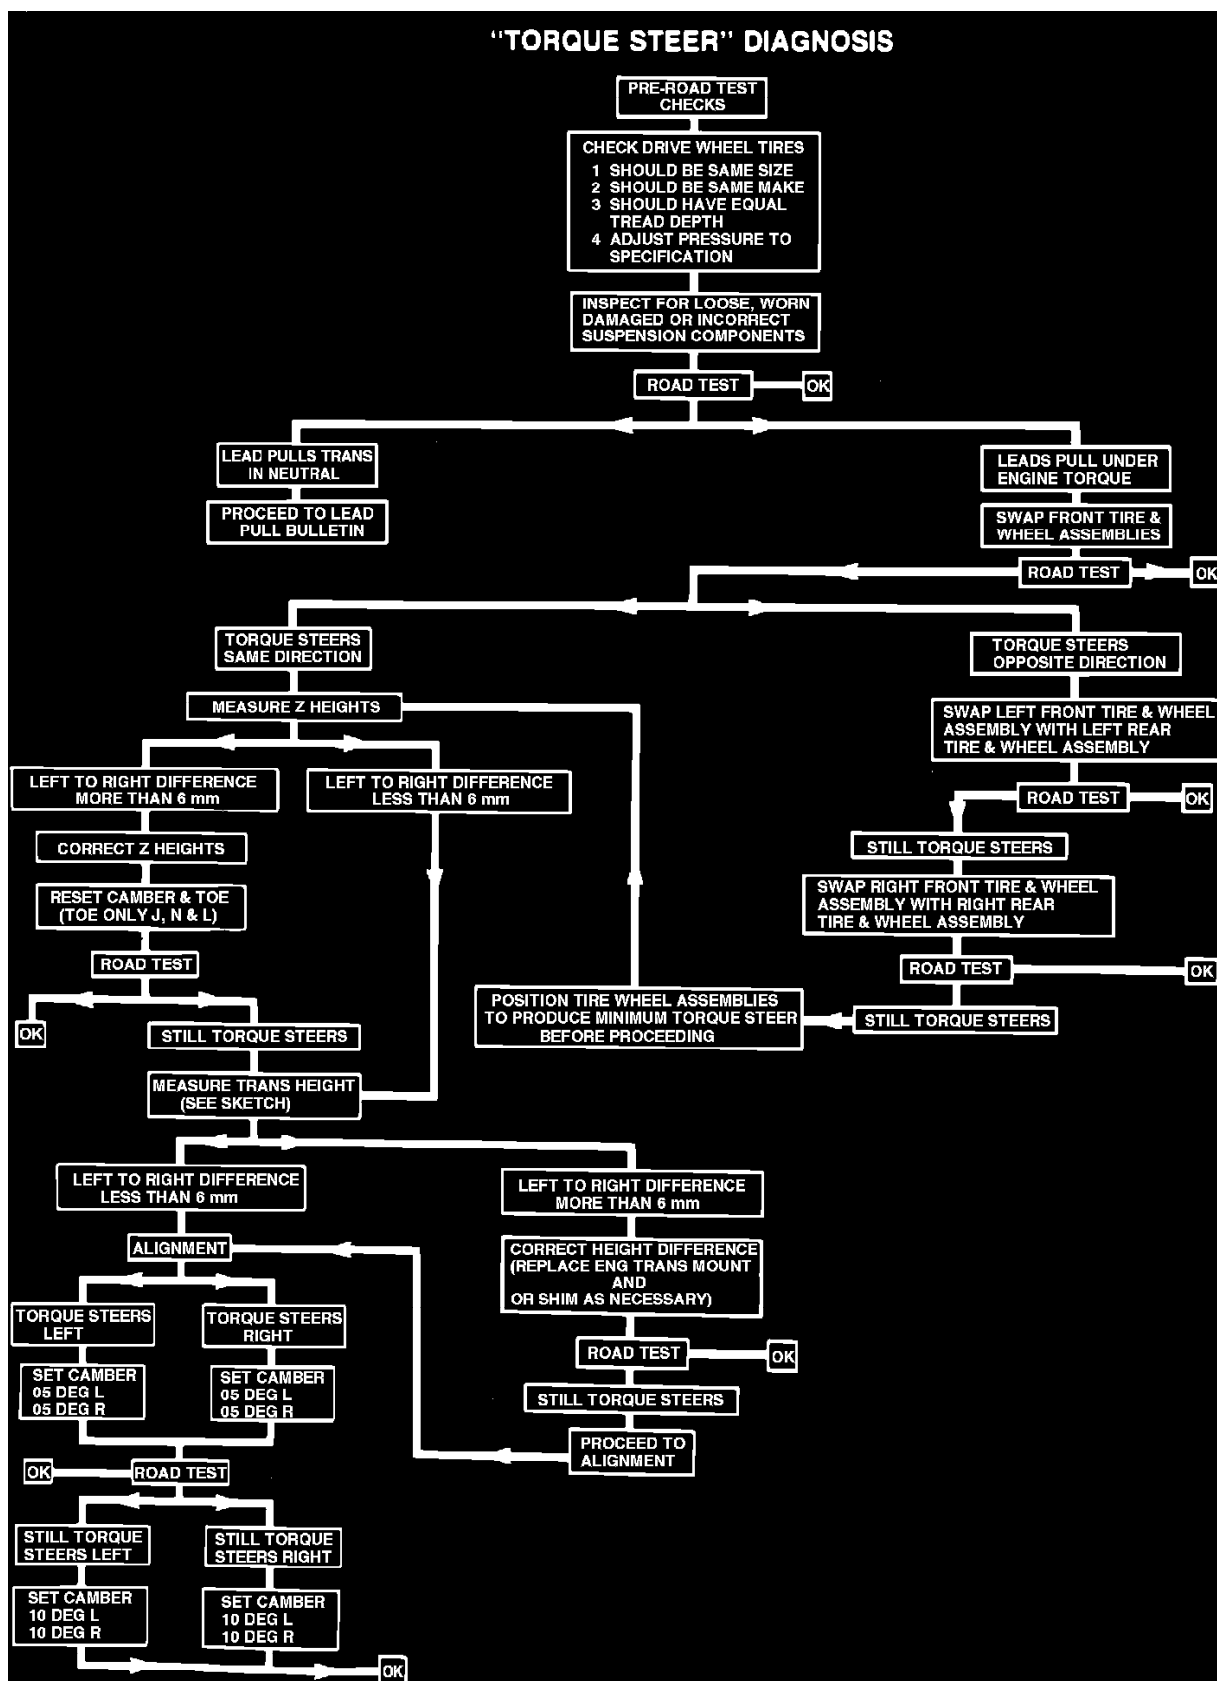 "TORQUE STEER" DIAGNOSIS
PRE-ROAD TEST
CHECKS
CHECK DRIVE WHEEL TIRES
1 SHOULD BE SAME SIZE
2 SHOULD BE SAME MAKE
3 SHOULD HAVE EQUAL
TREAD DEPTH
4 ADJUST PRESSURE TO
SPECIFICATION
INSPECT FOR LOOSE, WORN
DAMAGED OR INCORRECT
SUSPENSION COMPONENTS
ROAD TEST
OK
LEAD PULLS TRANS
IN NEUTRAL
PROCEED TO LEAD
PULL BULLETIN
LEADS PULL UNDER
ENGINE TORQUE
SWAP FRONT TIRE &
WHEEL ASSEMBLIES
ROAD TEST
OK
TORQUE STEERS
SAME DIRECTION
MEASURE Z HEIGHTS
TORQUE STEERS
OPPOSITE DIRECTION
SWAP LEFT FRONT TIRE & WHEEL
ASSEMBLY WITH LEFT REAR
TIRE & WHEEL ASSEMBLY
ROAD TEST
OK
LEFT TO RIGHT DIFFERENCE
MORE THAN 6 mm
LEFT TO RIGHT DIFFERENCE
LESS THAN 6 mm
CORRECT Z HEIGHTS
RESET CAMBER & TOE
(TOE ONLY J, N & L)
ROAD TEST
OK
STILL TORQUE STEERS
STILL TORQUE STEERS
SWAP RIGHT FRONT TIRE & WHEEL
ASSEMBLY WITH RIGHT REAR
TIRE & WHEEL ASSEMBLY
ROAD TEST
OK
STILL TORQUE STEERS
POSITION TIRE WHEEL ASSEMBLIES
TO PRODUCE MINIMUM TORQUE STEER
BEFORE PROCEEDING
MEASURE TRANS HEIGHT
(SEE SKETCH)
LEFT TO RIGHT DIFFERENCE
LESS THAN 6 mm
LEFT TO RIGHT DIFFERENCE
MORE THAN 6 mm
ALIGNMENT
CORRECT HEIGHT DIFFERENCE
(REPLACE ENG TRANS MOUNT
AND
OR SHIM AS NECESSARY)
ROAD TEST
OK
STILL TORQUE STEERS
PROCEED TO
ALIGNMENT
TORQUE STEERS
LEFT
TORQUE STEERS
RIGHT
SET CAMBER
05 DEG L
05 DEG R
SET CAMBER
05 DEG L
05 DEG R
OK
ROAD TEST
STILL TORQUE
STEERS LEFT
STILL TORQUE
STEERS RIGHT
SET CAMBER
10 DEG L
10 DEG R
SET CAMBER
10 DEG L
10 DEG R
OK